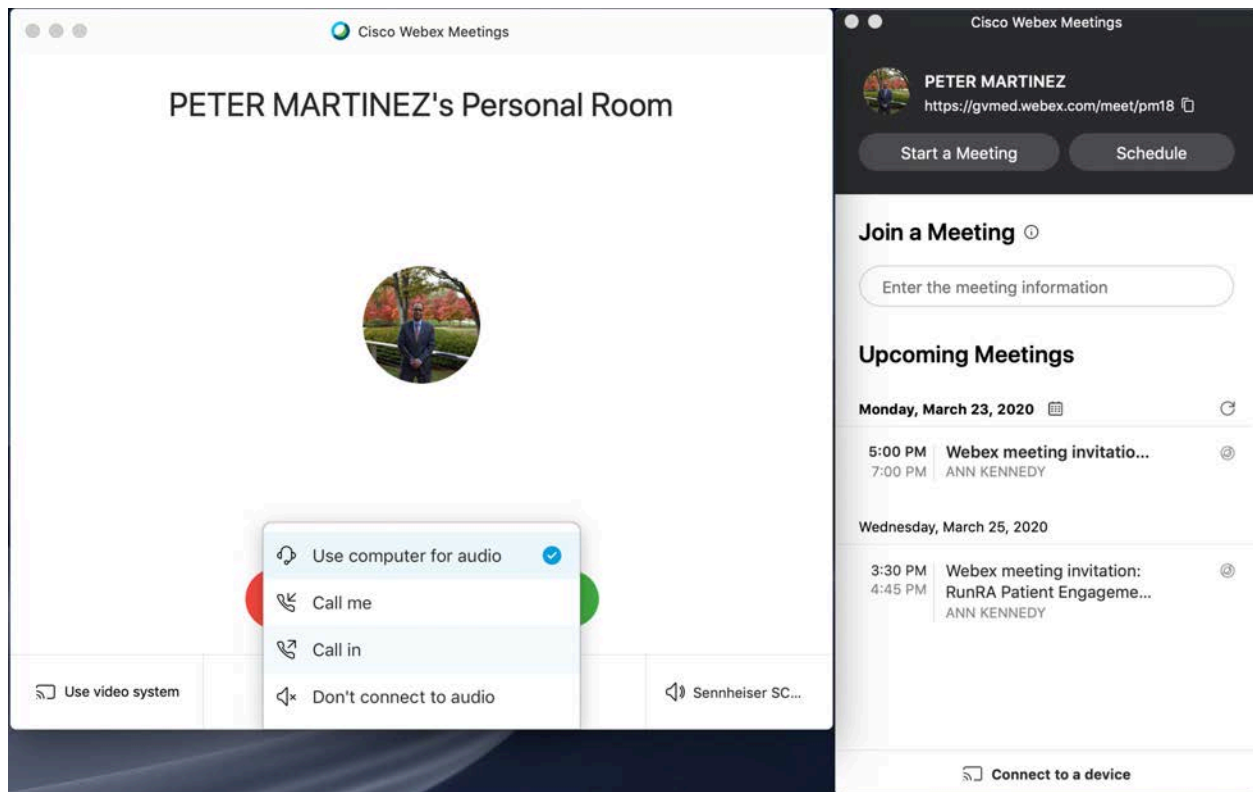 Cisco Webex Meetings
PETER MARTINEZ's Personal Room
Use computer for audio
Call me
Call in
Don't connect to audio
Use video system
Sennheiser SC...
Cisco Webex Meetings
PETER MARTINEZ
https://gvmed.webex.com/meet/pm18
Start a Meeting
Schedule
Join a Meeting
Enter the meeting information
Upcoming Meetings
Monday, March 23, 2020
5:00 PM Webex meeting invitatio...
7:00 PM ANN KENNEDY
Wednesday, March 25, 2020
3:30 PM Webex meeting invitation:
4:45 PM RunRA Patient Engageme...
ANN KENNEDY
Connect to a device